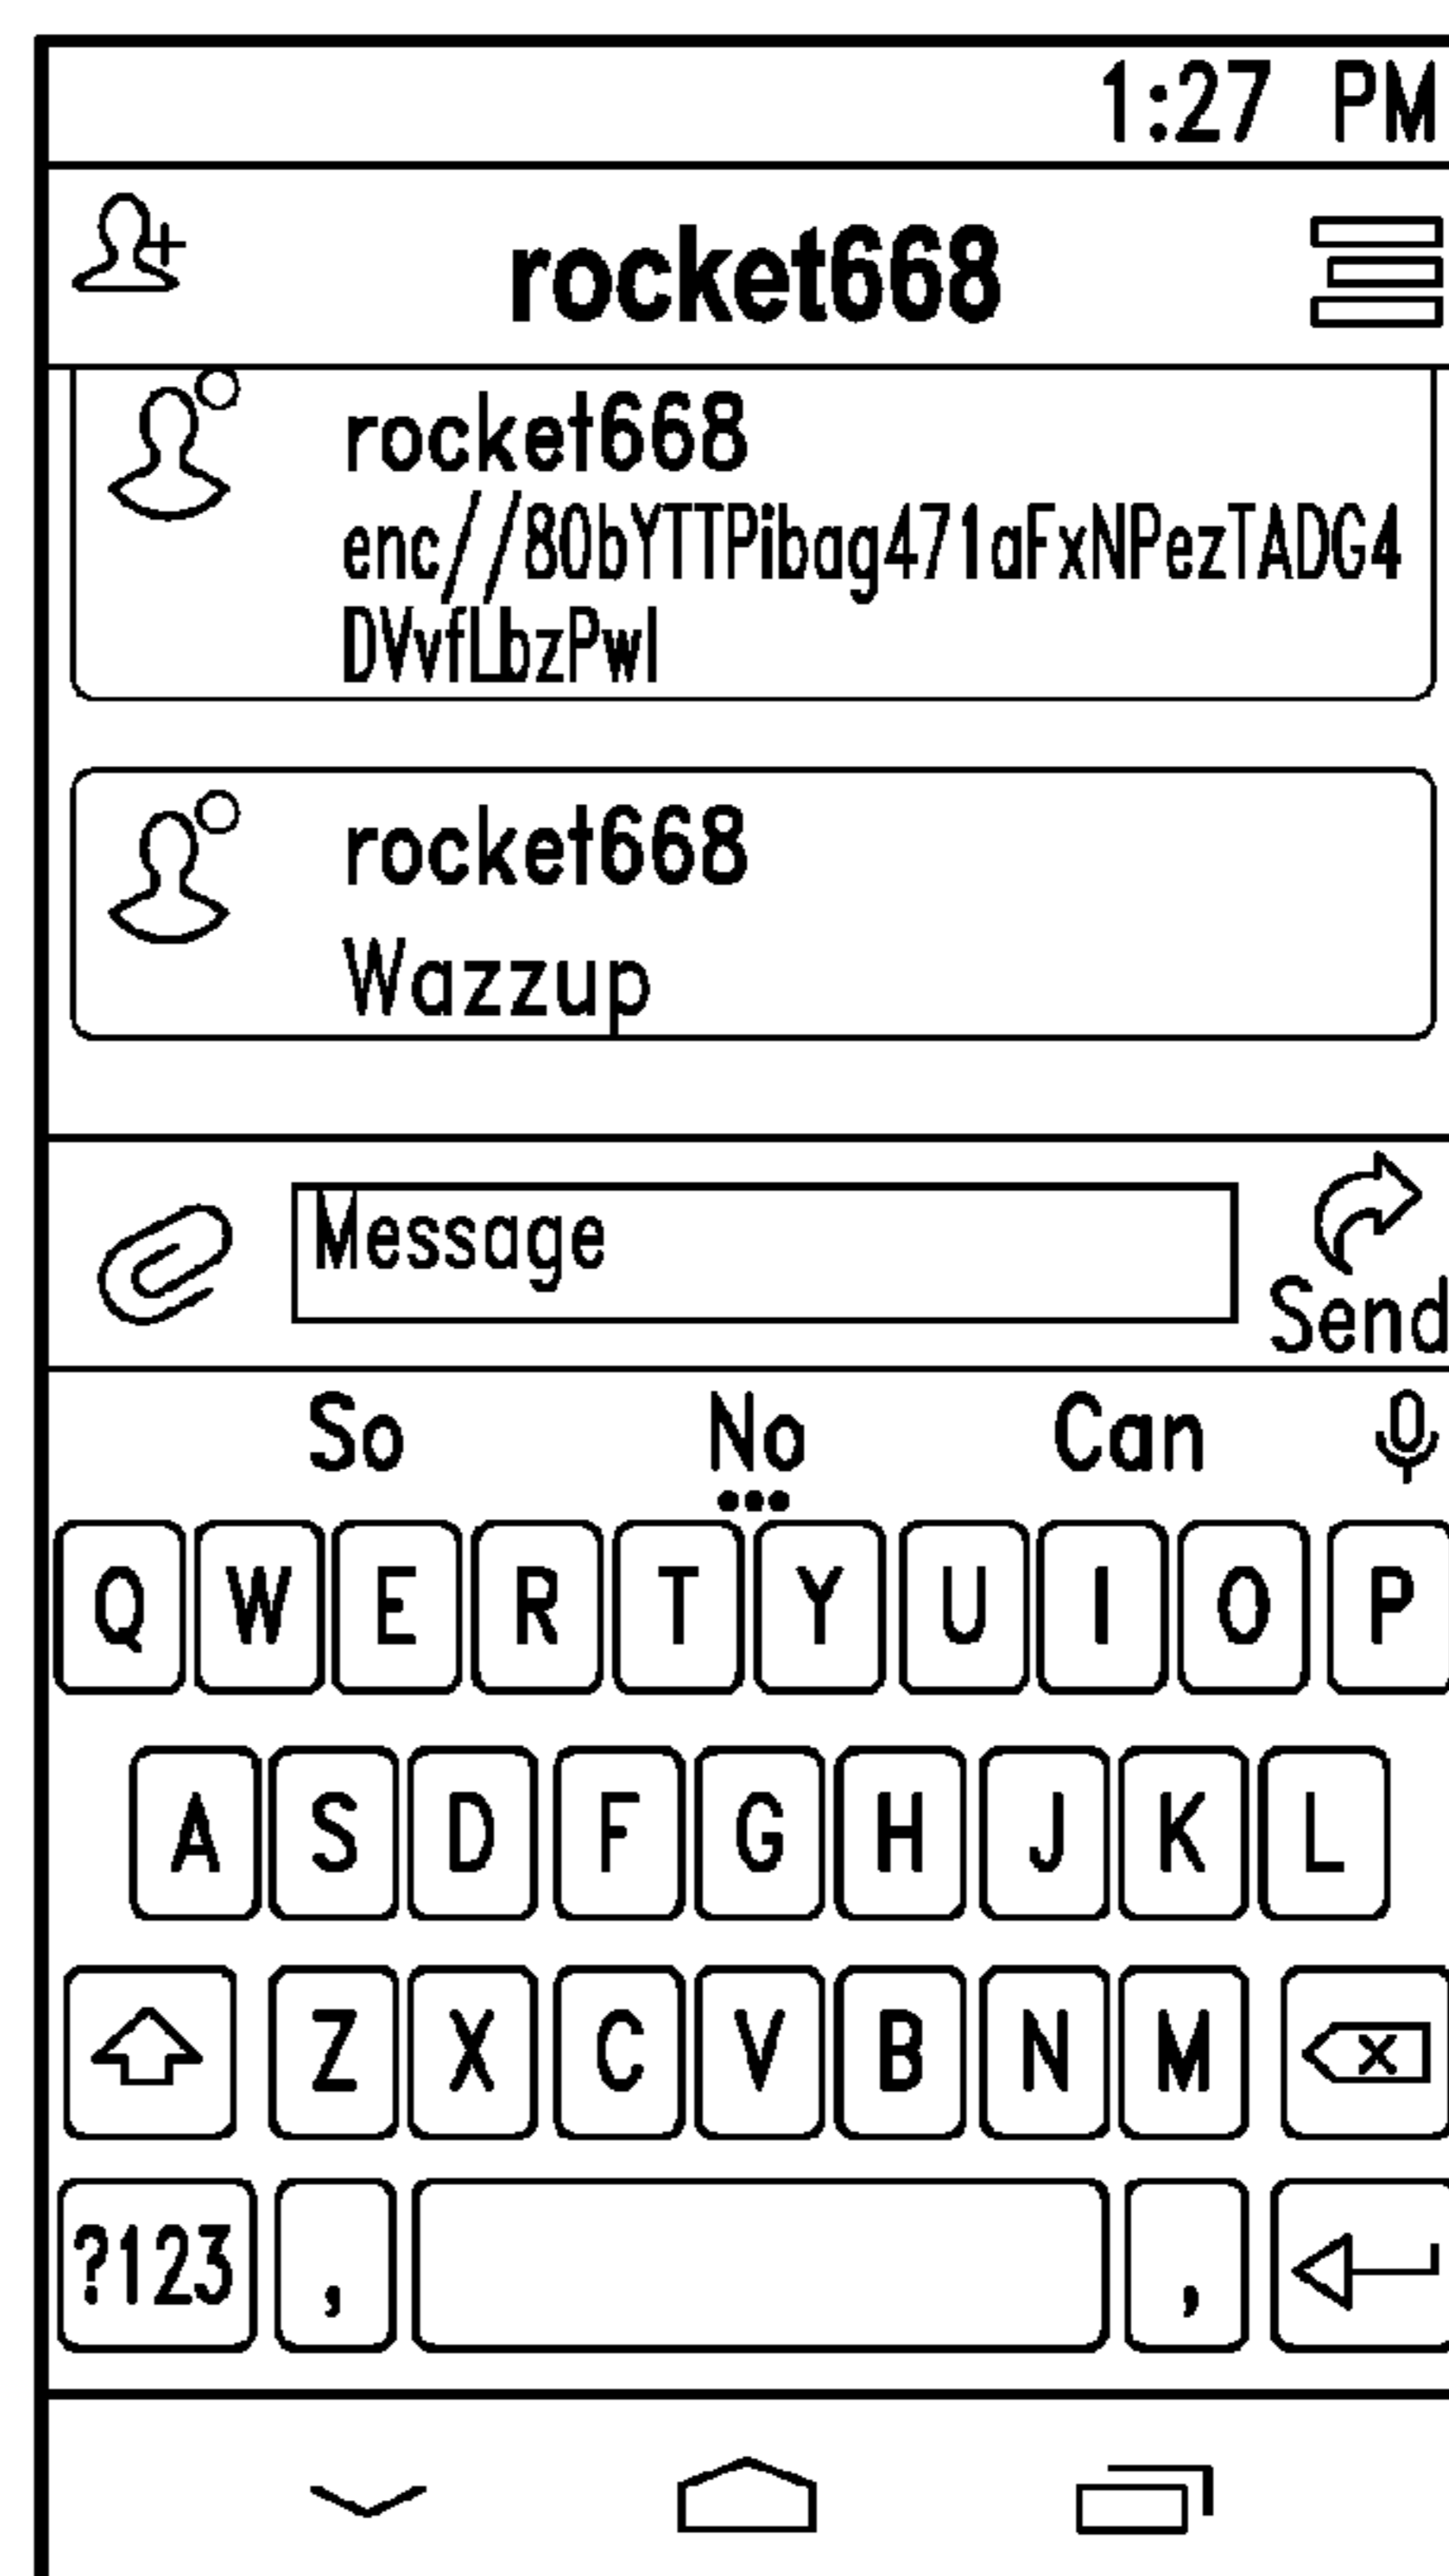 1:27 PM
rocket668
rocket668
enc//80bYTTPibag471aFxNPezTADG4
DVvfLbzPwl
rocket668
Wazzup
Message
Send
So No Can
Q W E R T Y U I O P
A S D F G H J K L
Z X C V B N M
?123 , ,